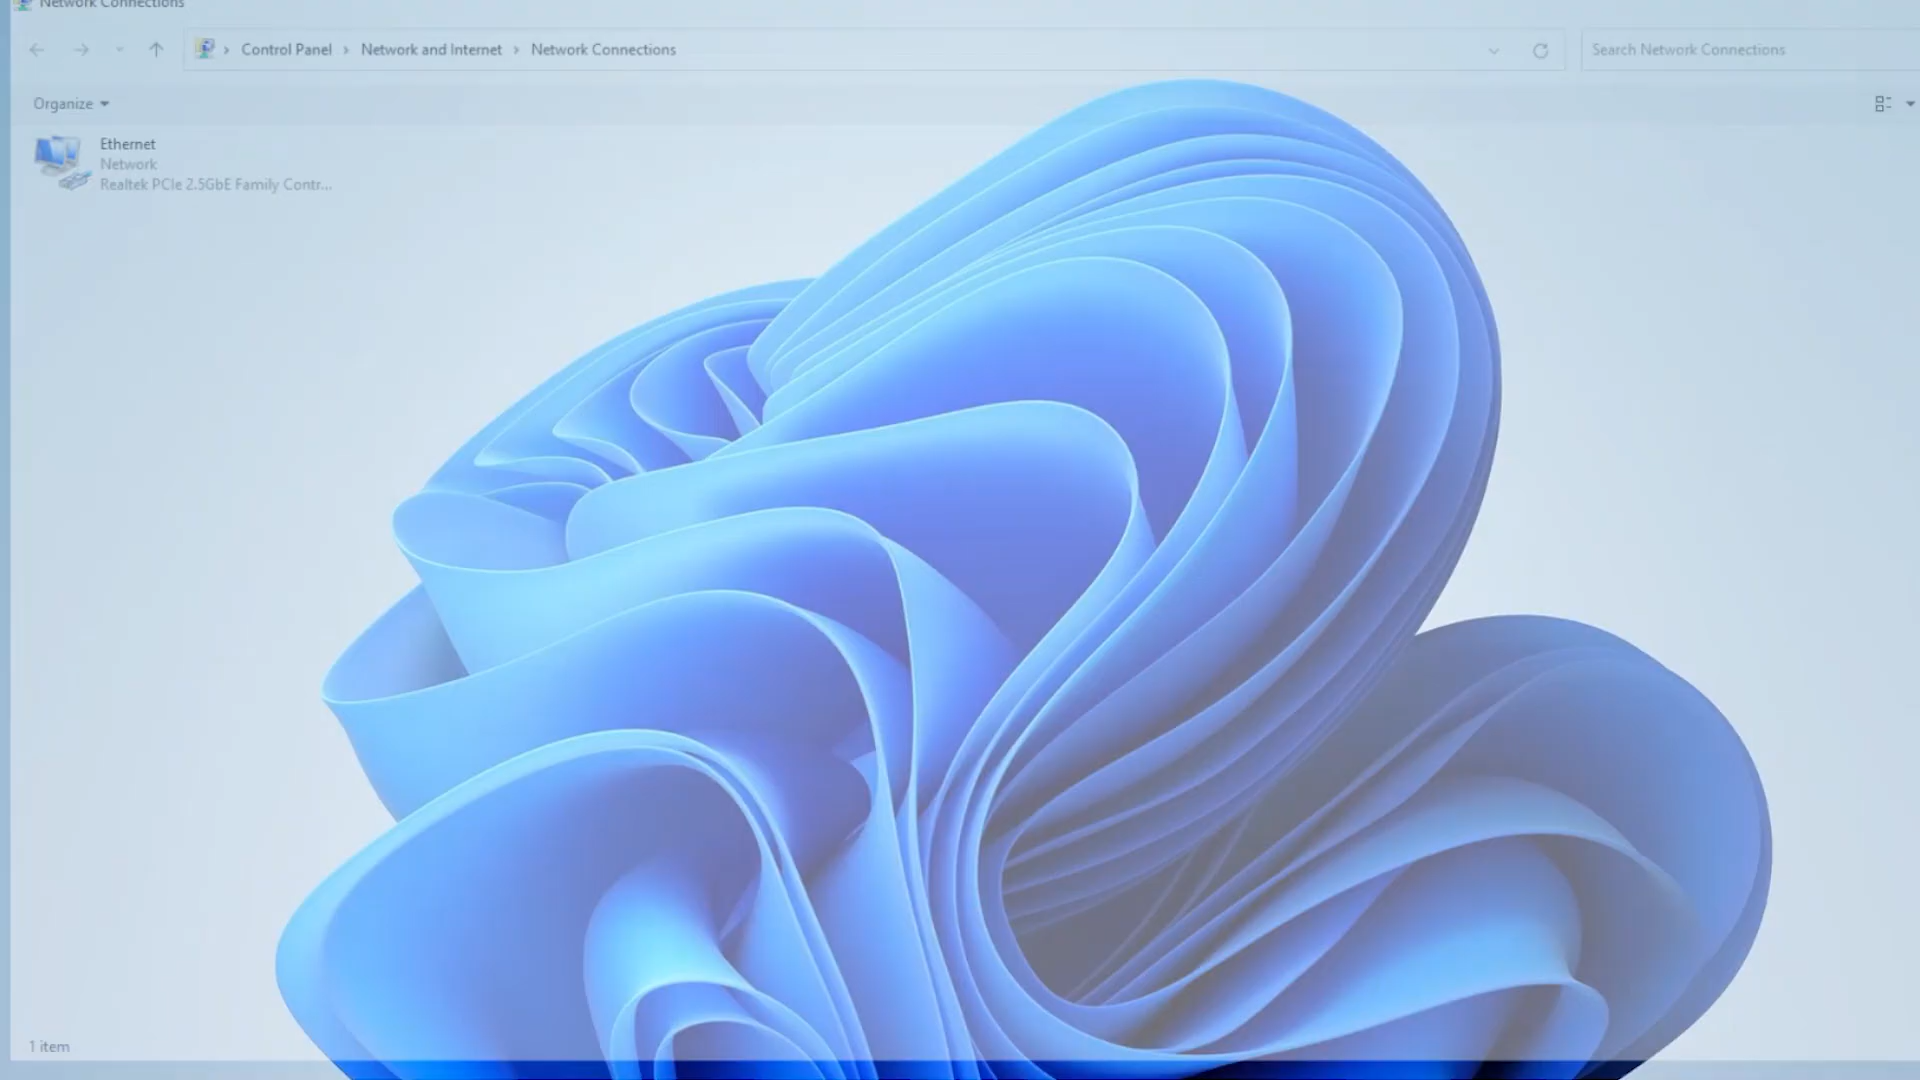 Network Connections
Control Panel > Network and Internet > Network Connections
Search Network Connections
Organize
Ethernet
Network
Realtek PCIe 2.5GbE Family Contr...
1 item